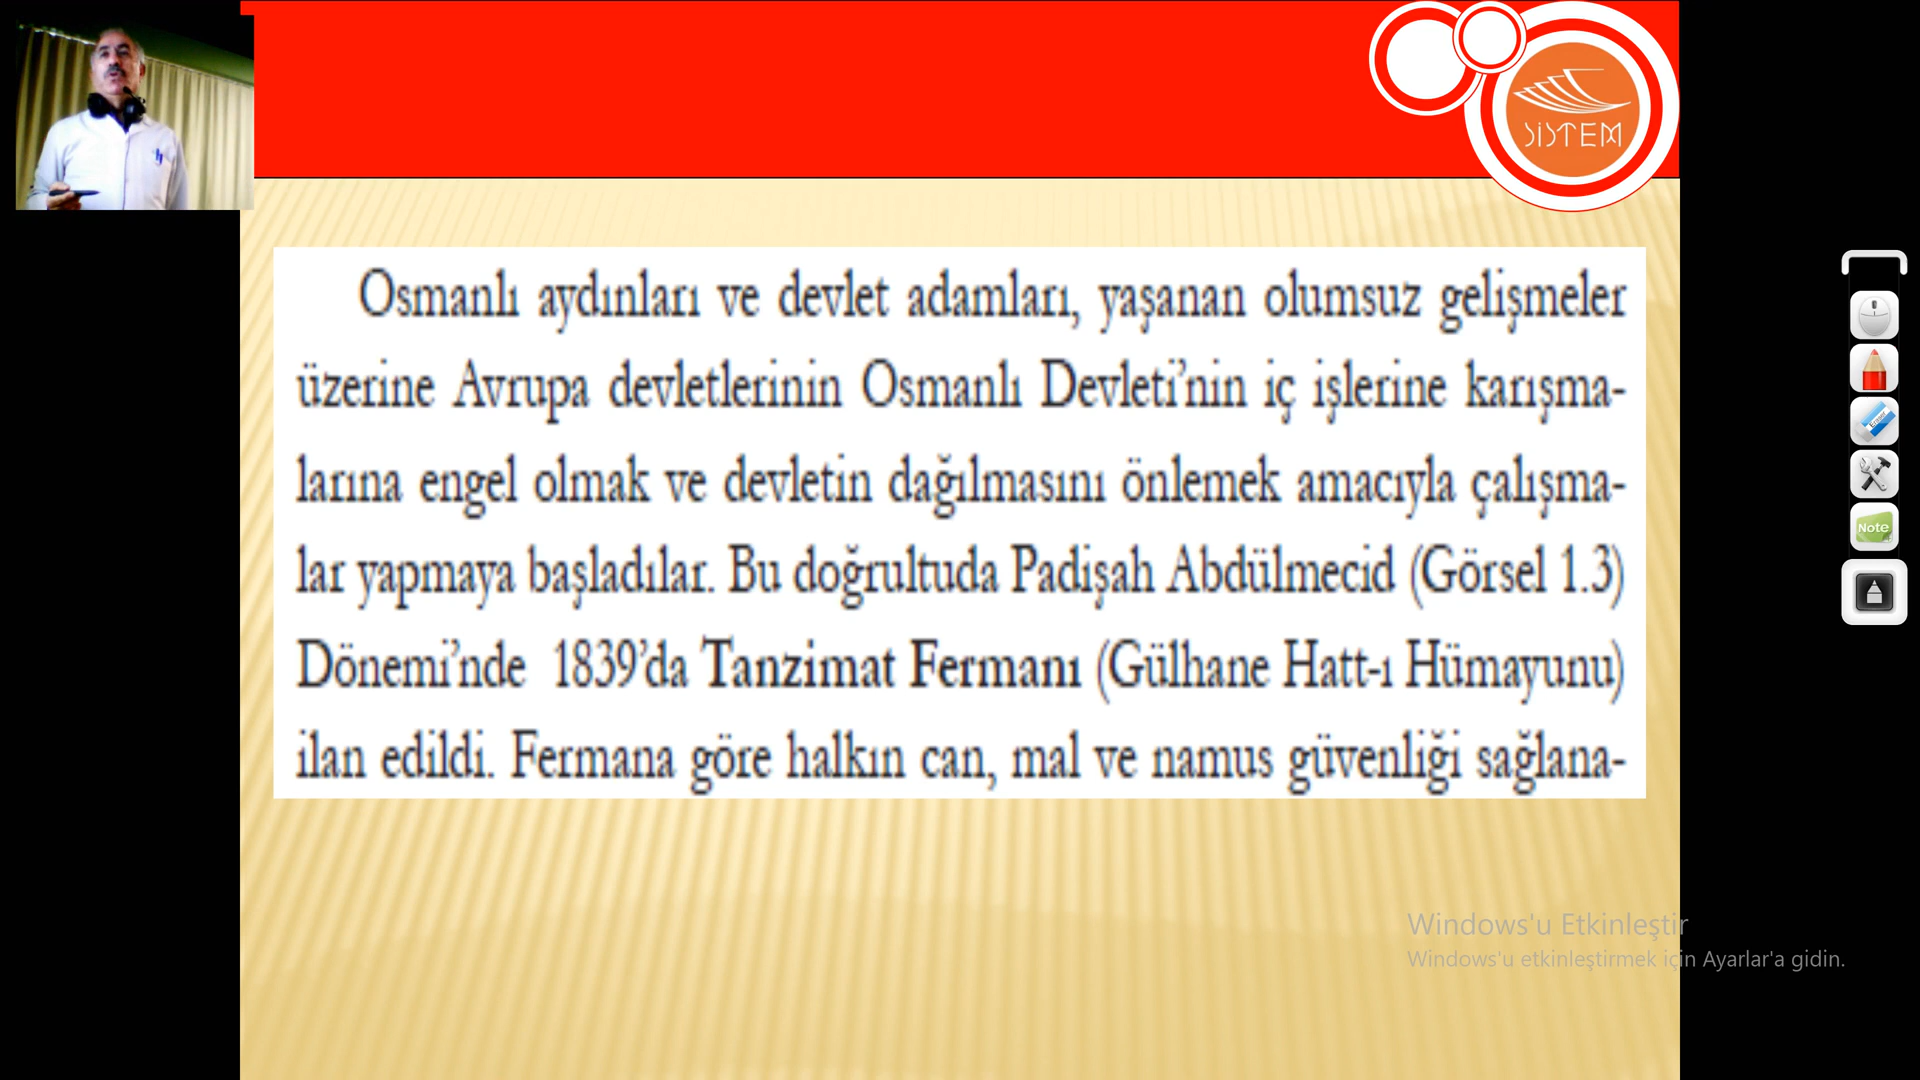 SİSTEM
Osmanlı aydınları ve devlet adamları, yaşanan olumsuz gelişmeler
üzerine Avrupa devletlerinin Osmanlı Devleti’nin iç işlerine karışma-
larına engel olmak ve devletin dağılmasını önlemek amacıyla çalışma-
lar yapmaya başladılar. Bu doğrultuda Padişah Abdülmecid (Görsel 1.3)
Dönemi’nde 1839’da Tanzimat Fermanı (Gülhane Hatt-ı Hümayunu)
ilan edildi. Fermana göre halkın can, mal ve namus güvenliği sağlana-
Note
Windows'u Etkinleştir
Windows'u etkinleştirmek için Ayarlar'a gidin.